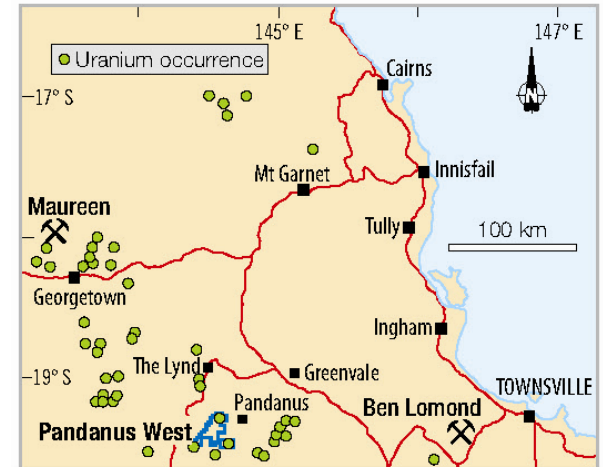 145° E
147° E
Uranium occurrence
Cairns
17° S
Mt Garnet
Innisfail
Maureen
Tully
100 km
Georgetown
Ingham
The Lynd
Greenvale
19° S
TOWNSVILLE
Pandanus
Ben Lomond
Pandanus West